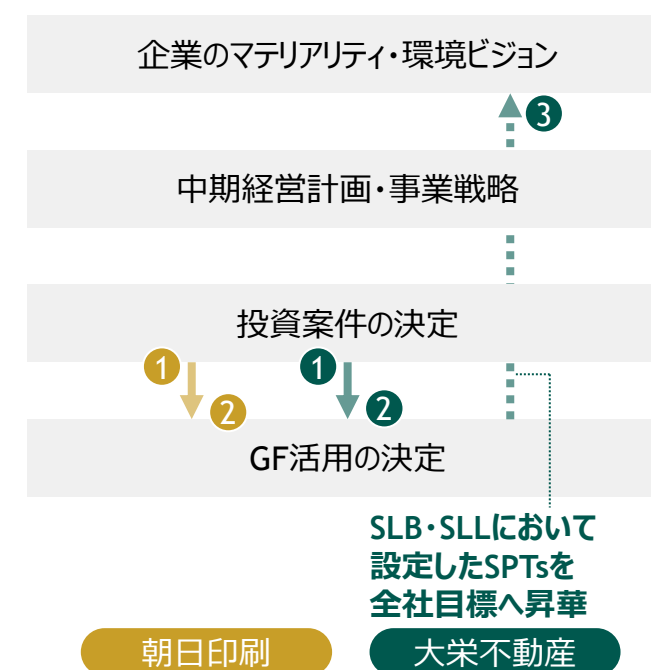 企業のマテリアリティ・環境ビジョン
3
中期経営計画・事業戦略
投資案件の決定
1
1
2
2
GF活用の決定
SLB・SLLにおいて
設定したSPTsを
全社目標へ昇華
朝日印刷
大栄不動産